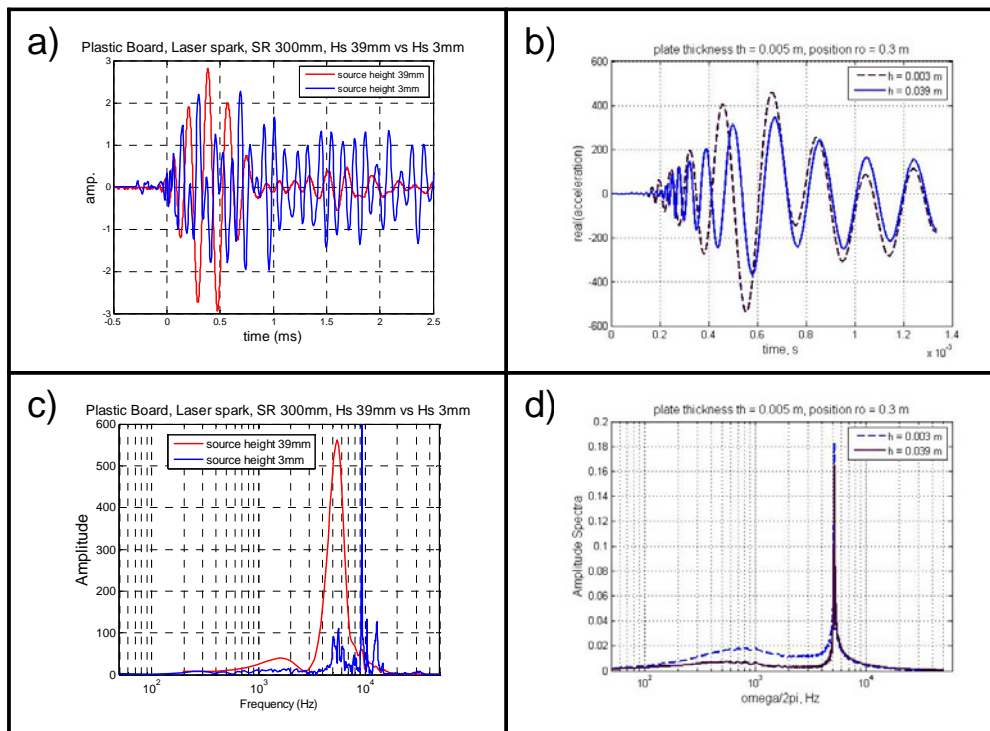 a)
Plastic Board, Laser spark, SR 300mm, Hs 39mm vs Hs 3mm
source height 39mm
source height 3mm
3
2
1
0
-1
-2
-3
amp.
-0.5 0 0.5 1 1.5 2 2.5
time (ms)
b)
plate thickness th = 0.005 m, position ro = 0.3 m
h = 0.003 m
h = 0.039 m
600
400
200
0
-200
-400
-600
real(acceleration)
0 0.2 0.4 0.6 0.8 1 1.2 1.4
time, s
x 10⁻³
c)
Plastic Board, Laser spark, SR 300mm, Hs 39mm vs Hs 3mm
source height 39mm
source height 3mm
600
500
400
300
200
100
0
Amplitude
10² 10³ 10⁴
Frequency (Hz)
d)
plate thickness th = 0.005 m, position ro = 0.3 m
h = 0.003 m
h = 0.039 m
0.2
0.18
0.16
0.14
0.12
0.1
0.08
0.06
0.04
0.02
0
Amplitude Spectra
10² 10³ 10⁴
omega/2pi, Hz